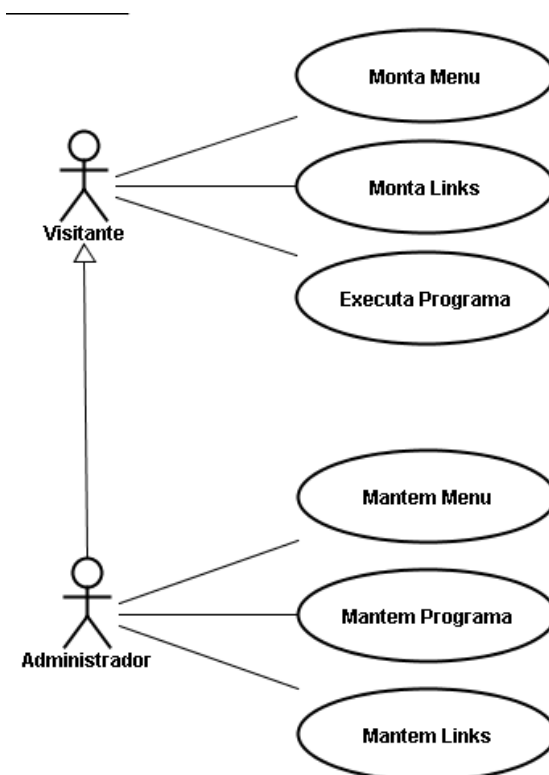 Monta Menu
Monta Links
Visitante
Executa Programa
Mantem Menu
Mantem Programa
Administrador
Mantem Links